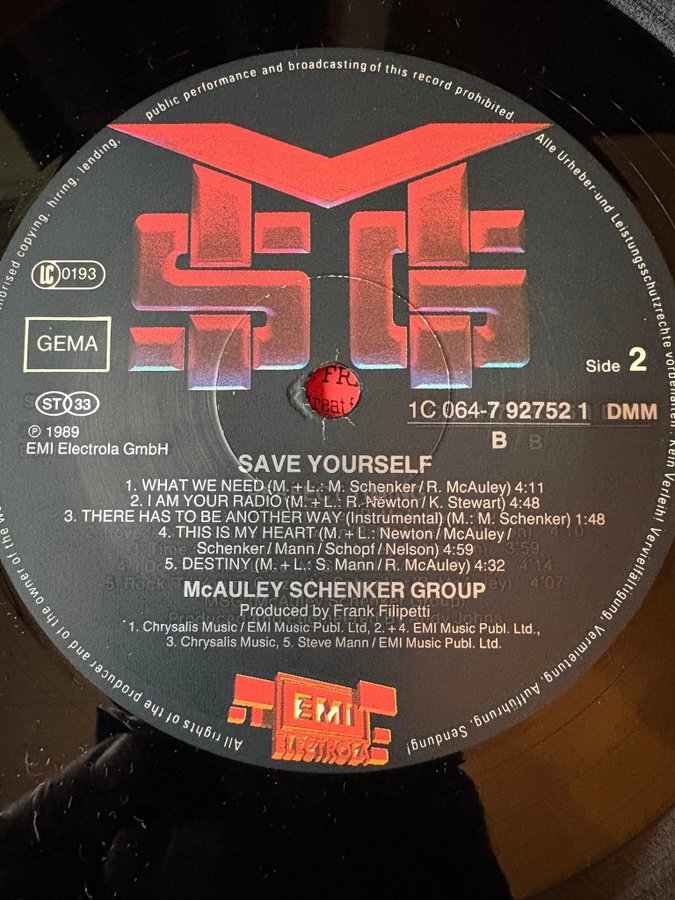 All rights of the producer and of the owner of the
copying, hiring, lending, public performance and broadcasting of this record prohibited.
Alle Urheber-und Leistungsschutzrechte vorbehalten. Kein Verleih! Vervielfältigung, Vermietung, Aufführung, Sendung!
MSG
LC 0193
GEMA
ST 33
Side 2
℗ 1989
EMI Electrola GmbH
1C 064-7 92752 1 DMM
B
SAVE YOURSELF
1. WHAT WE NEED (M. + L.: M. Schenker / R. McAuley) 4:11
2. I AM YOUR RADIO (M. + L.: R. Newton / K. Stewart) 4:48
3. THERE HAS TO BE ANOTHER WAY (Instrumental) (M.: M. Schenker) 1:48
4. THIS IS MY HEART (M. + L.: Newton / McAuley /
Schenker / Mann / Schopf / Nelson) 4:59
5. DESTINY (M. + L.: S. Mann / R. McAuley) 4:32
McAULEY SCHENKER GROUP
Produced by Frank Filipetti
1. Chrysalis Music / EMI Music Publ. Ltd, 2. + 4. EMI Music Publ. Ltd.,
3. Chrysalis Music, 5. Steve Mann / EMI Music Publ. Ltd.
EMI
ELECTROLA